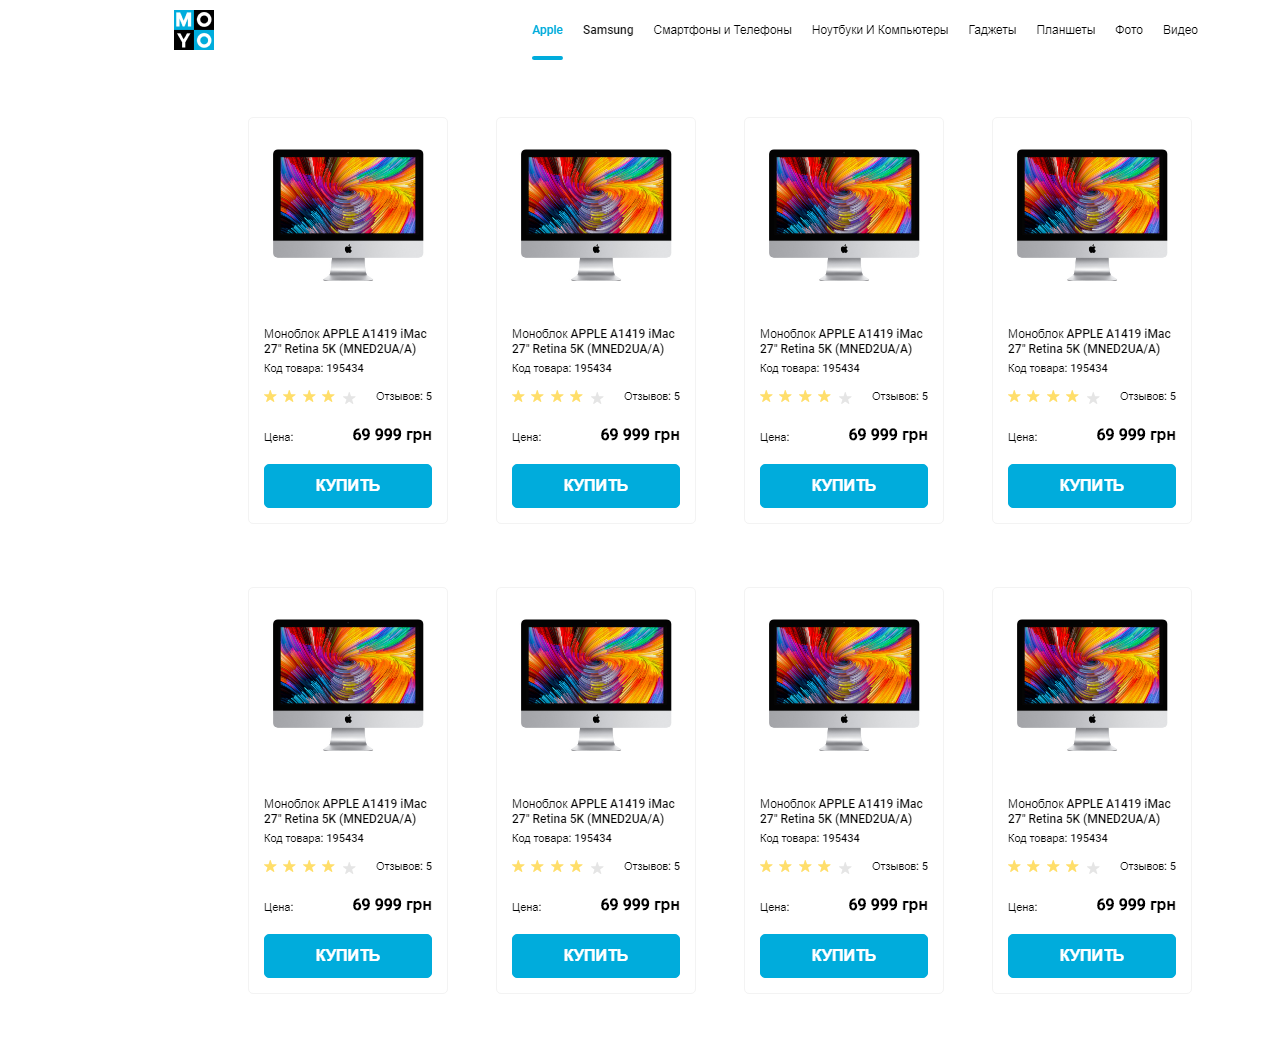 MO
YO
Apple Samsung Смартфоны и Телефоны Ноутбуки И Компьютеры Гаджеты Планшеты Фото Видео
Моноблок APPLE A1419 iMac
27" Retina 5K (MNED2UA/A)
Код товара: 195434
Отзывов: 5
Цена: 69 999 грн
КУПИТЬ
Моноблок APPLE A1419 iMac
27" Retina 5K (MNED2UA/A)
Код товара: 195434
Отзывов: 5
Цена: 69 999 грн
КУПИТЬ
Моноблок APPLE A1419 iMac
27" Retina 5K (MNED2UA/A)
Код товара: 195434
Отзывов: 5
Цена: 69 999 грн
КУПИТЬ
Моноблок APPLE A1419 iMac
27" Retina 5K (MNED2UA/A)
Код товара: 195434
Отзывов: 5
Цена: 69 999 грн
КУПИТЬ
Моноблок APPLE A1419 iMac
27" Retina 5K (MNED2UA/A)
Код товара: 195434
Отзывов: 5
Цена: 69 999 грн
КУПИТЬ
Моноблок APPLE A1419 iMac
27" Retina 5K (MNED2UA/A)
Код товара: 195434
Отзывов: 5
Цена: 69 999 грн
КУПИТЬ
Моноблок APPLE A1419 iMac
27" Retina 5K (MNED2UA/A)
Код товара: 195434
Отзывов: 5
Цена: 69 999 грн
КУПИТЬ
Моноблок APPLE A1419 iMac
27" Retina 5K (MNED2UA/A)
Код товара: 195434
Отзывов: 5
Цена: 69 999 грн
КУПИТЬ